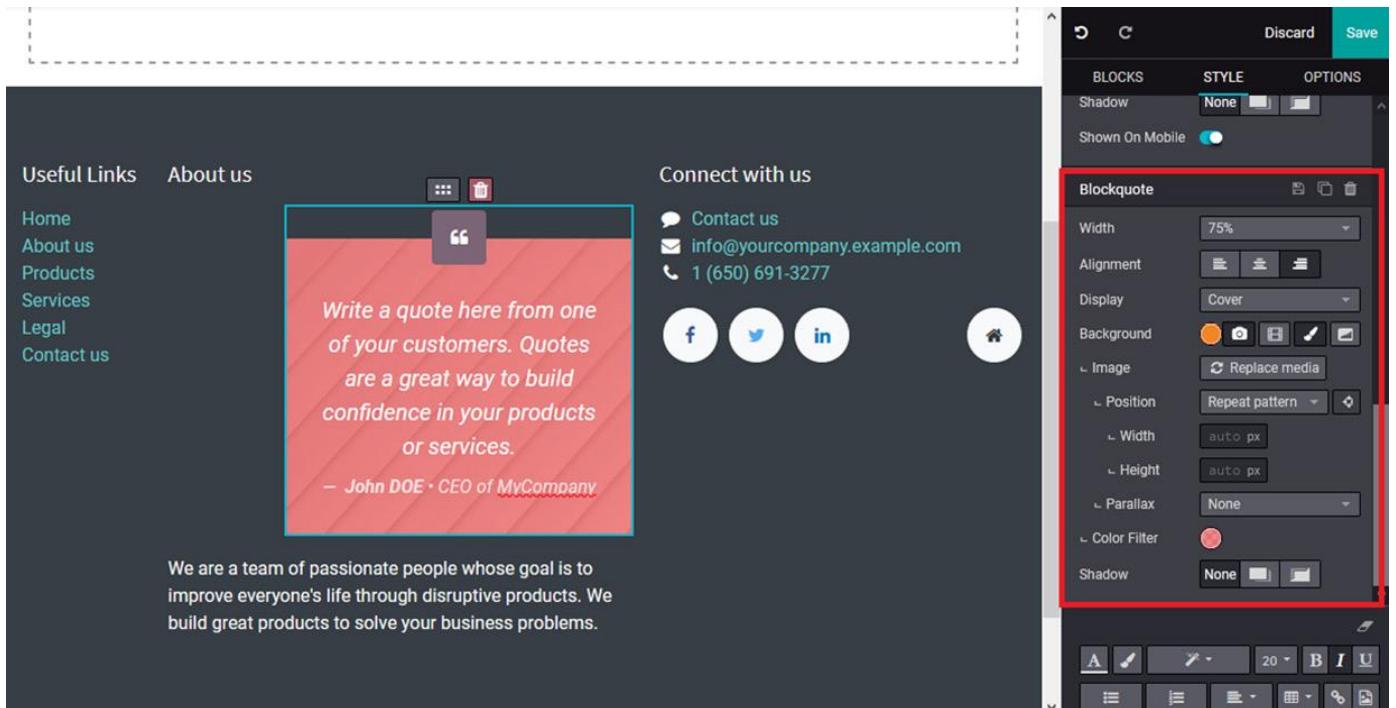 Discard Save
BLOCKS STYLE OPTIONS
Shadow None
Shown On Mobile
Blockquote
Width 75%
Alignment
Display Cover
Background
Image Replace media
Position Repeat pattern
Width auto px
Height auto px
Parallax None
Color Filter
Shadow None
A 20 B I U
Useful Links
Home
About us
Products
Services
Legal
Contact us
About us
Write a quote here from one
of your customers. Quotes
are a great way to build
confidence in your products
or services.
— John DOE • CEO of MyCompany
We are a team of passionate people whose goal is to
improve everyone's life through disruptive products. We
build great products to solve your business problems.
Connect with us
Contact us
info@yourcompany.example.com
1 (650) 691-3277